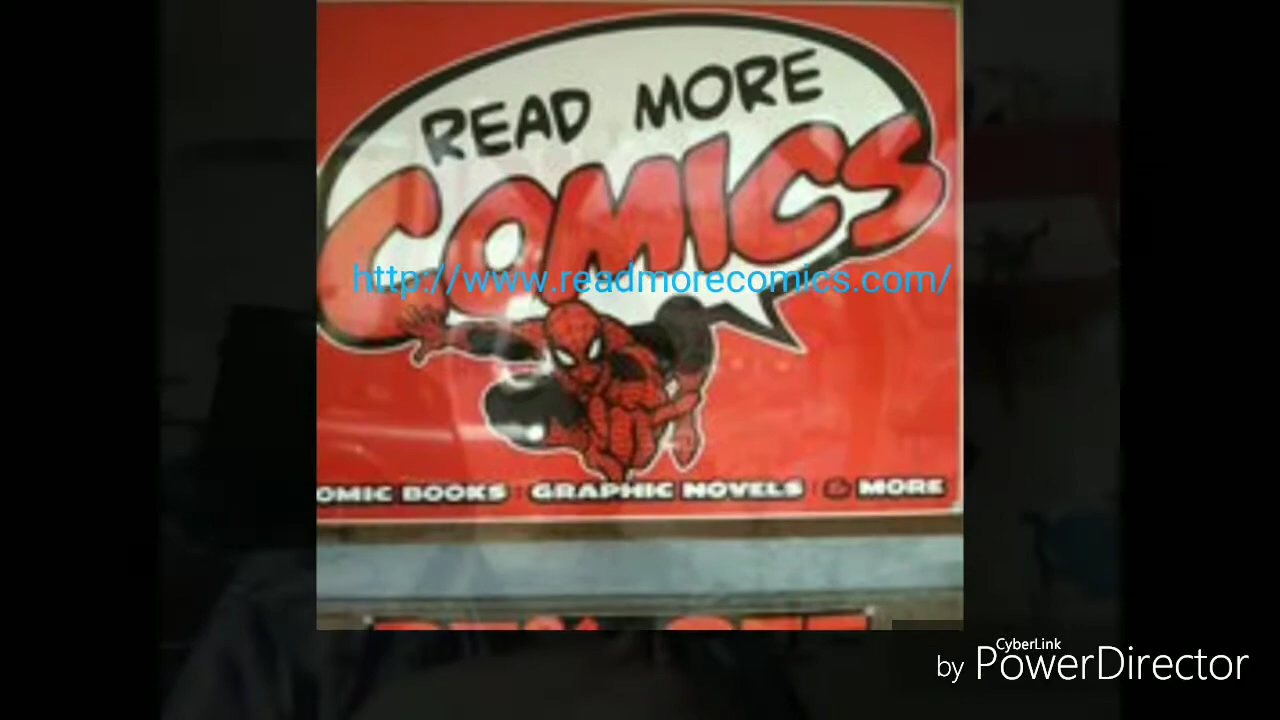 READ MORE
COMICS
http://www.readmorecomics.com/
OMIC BOOKS GRAPHIC NOVELS & MORE
CyberLink
by PowerDirector